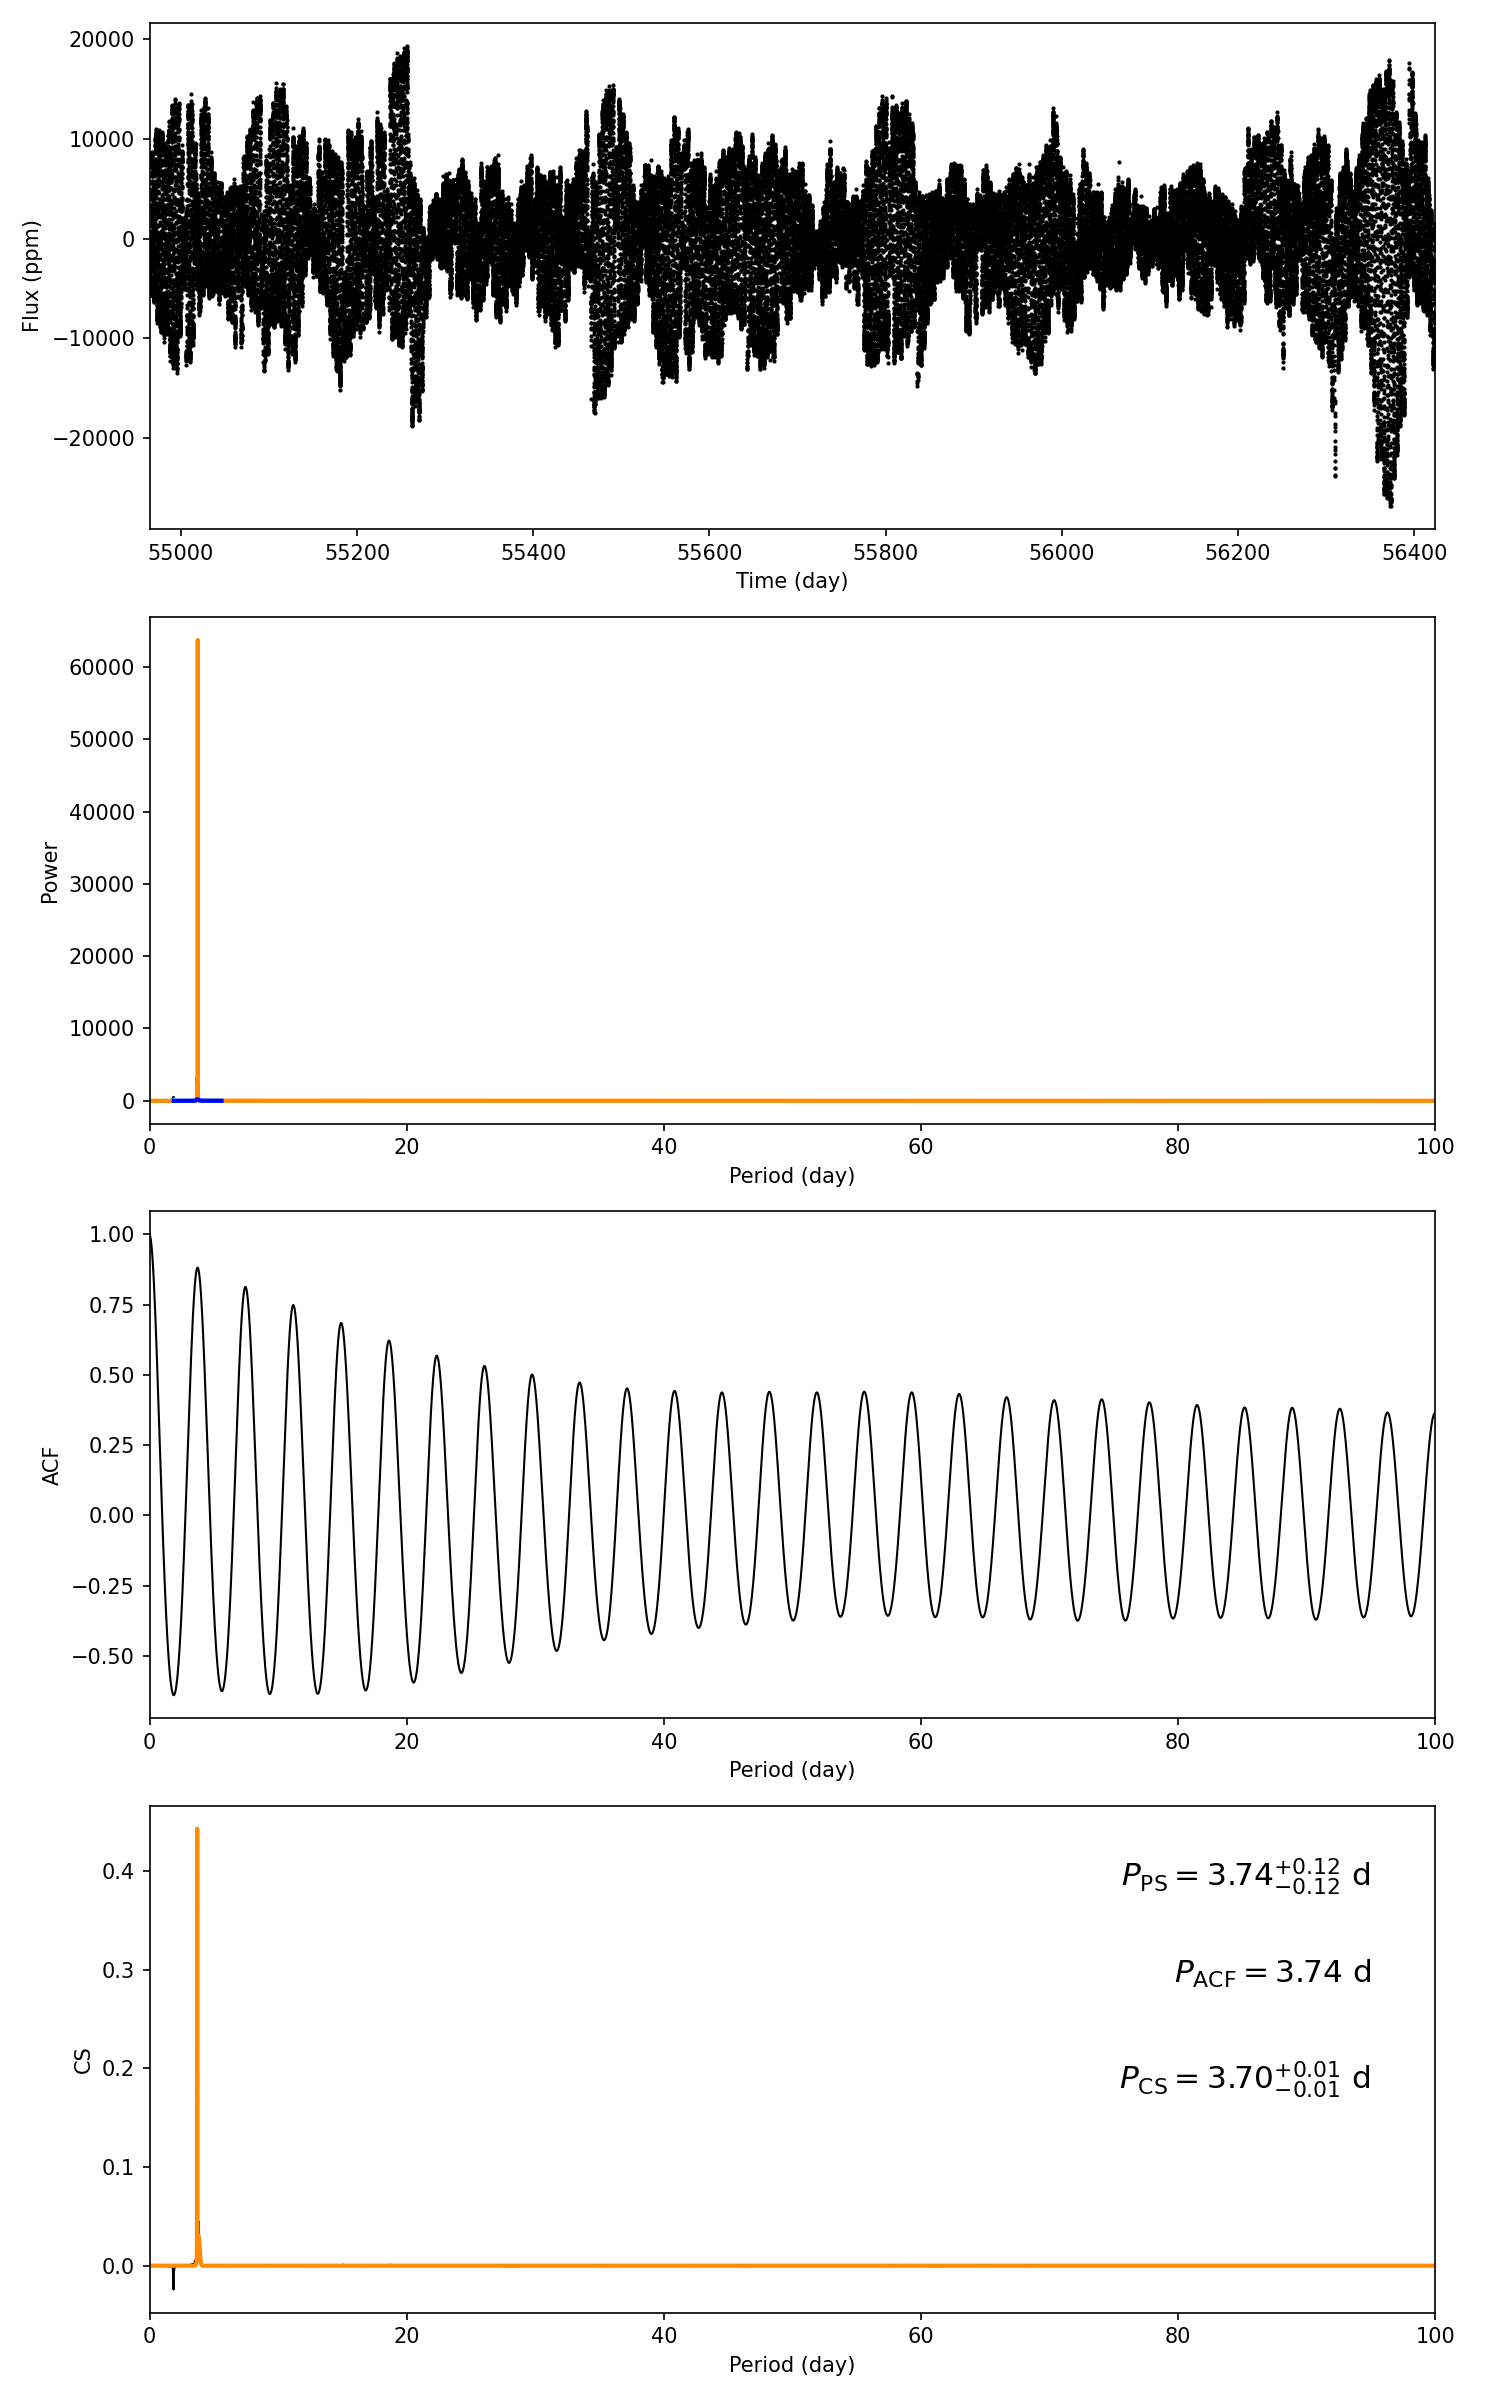 20000
10000
0
−10000
−20000
Flux (ppm)
55000 55200 55400 55600 55800 56000 56200 56400
Time (day)
60000
50000
40000
30000
20000
10000
0
Power
0 20 40 60 80 100
Period (day)
1.00
0.75
0.50
0.25
0.00
−0.25
−0.50
ACF
0 20 40 60 80 100
Period (day)
0.4
0.3
0.2
0.1
0.0
CS
P_PS = 3.74 +0.12 −0.12 d
P_ACF = 3.74 d
P_CS = 3.70 +0.01 −0.01 d
0 20 40 60 80 100
Period (day)